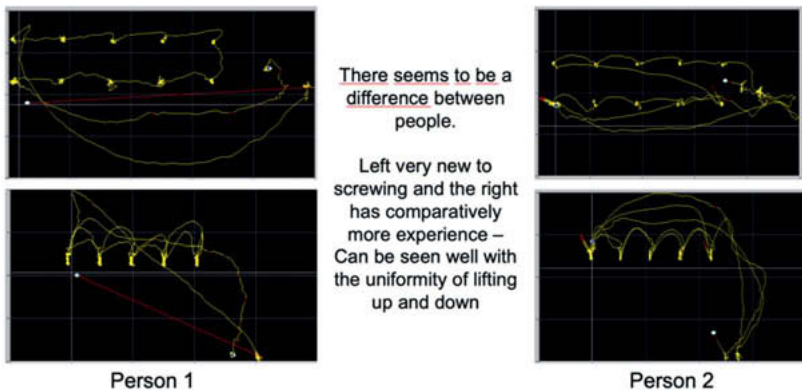 There seems to be a
difference between
people.
Left very new to
screwing and the right
has comparatively
more experience –
Can be seen well with
the uniformity of lifting
up and down
Person 1
Person 2